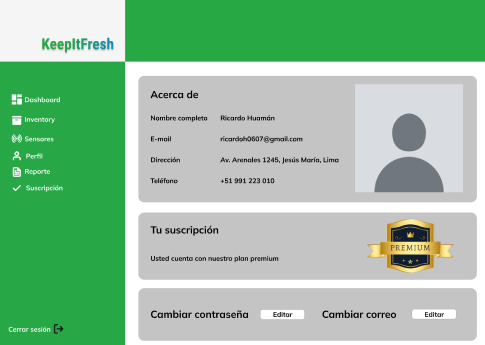 KeepItFresh
Dashboard
Inventory
Sensores
Perfil
Reporte
Suscripción
Cerrar sesión
Acerca de
Nombre completo Ricardo Huamán
E-mail ricardoh0607@gmail.com
Dirección Av. Arenales 1245, Jesús María, Lima
Teléfono +51 991 223 010
Tu suscripción
Usted cuenta con nuestro plan premium
PREMIUM
Cambiar contraseña Editar Cambiar correo Editar